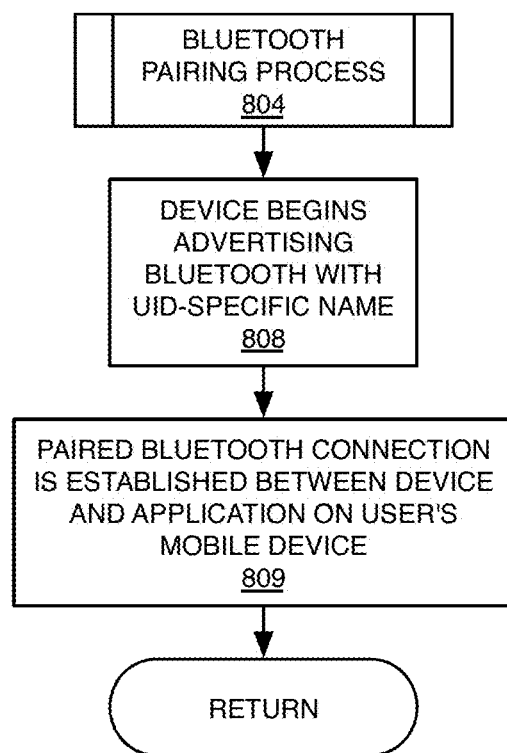 BLUETOOTH
PAIRING PROCESS
804
DEVICE BEGINS
ADVERTISING
BLUETOOTH WITH
UID-SPECIFIC NAME
808
PAIRED BLUETOOTH CONNECTION
IS ESTABLISHED BETWEEN DEVICE
AND APPLICATION ON USER'S
MOBILE DEVICE
809
RETURN